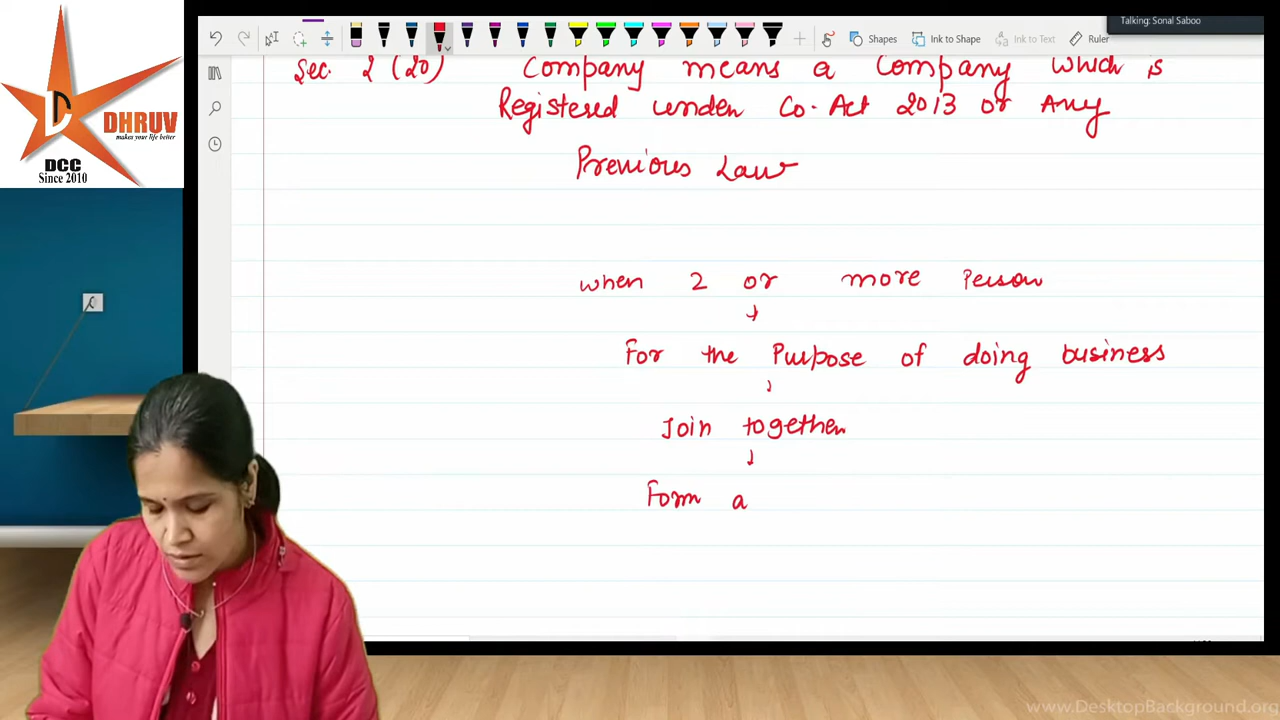 Talking: Sonal Saboo
Shapes
Ink to Shape
Ink to Text
Ruler
D
DHRUV
makes your life better
DCC
Since 2010
Sec. 2 (20) Company means a Company which is
Registered under Co. Act 2013 or Any
Previous Law
when 2 or more Person
For the Purpose of doing business
Join together
Form a
www.DesktopBackground.org